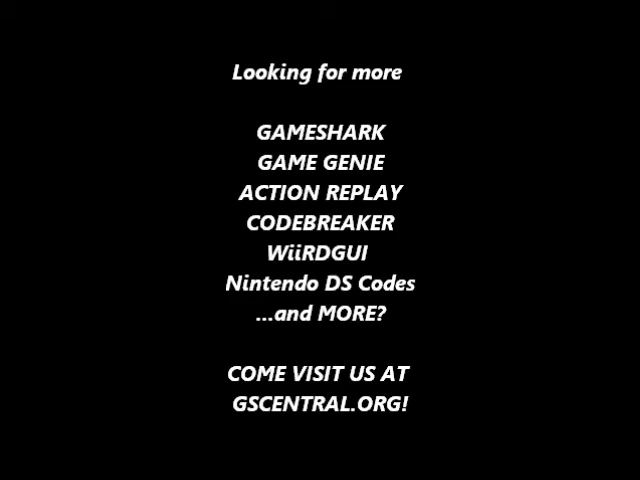 Looking for more
GAMESHARK
GAME GENIE
ACTION REPLAY
CODEBREAKER
WiiRDGUI
Nintendo DS Codes
...and MORE?
COME VISIT US AT
GSCENTRAL.ORG!